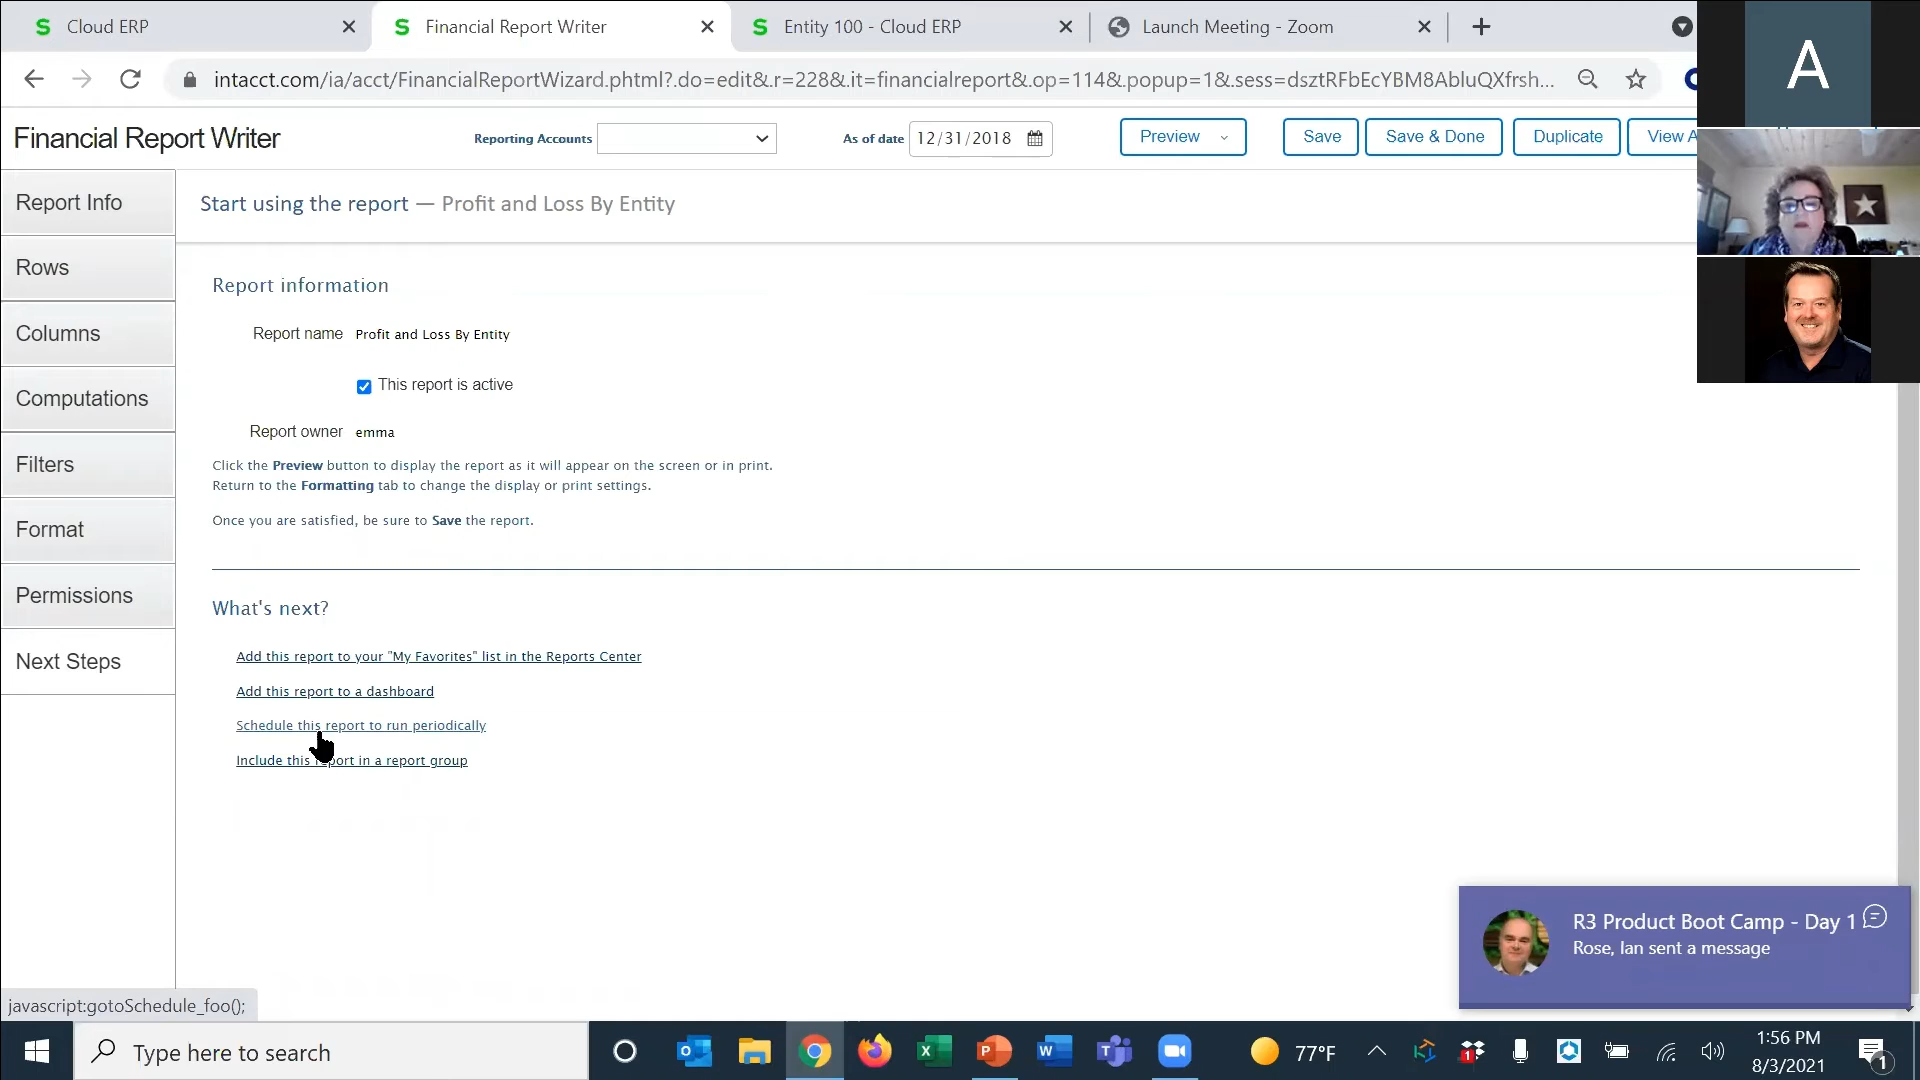 Cloud ERP
Financial Report Writer
Entity 100 - Cloud ERP
Launch Meeting - Zoom
intacct.com/ia/acct/FinancialReportWizard.phtml?.do=edit&.r=228&.it=financialreport&.op=114&.popup=1&.sess=dsztRFbEcYBM8AbluQXfrsh...
Financial Report Writer
Reporting Accounts
As of date 12/31/2018
Preview
Save
Save & Done
Duplicate
View A
A
Report Info
Rows
Columns
Computations
Filters
Format
Permissions
Next Steps
Start using the report — Profit and Loss By Entity
Report information
Report name Profit and Loss By Entity
This report is active
Report owner emma
Click the Preview button to display the report as it will appear on the screen or in print.
Return to the Formatting tab to change the display or print settings.
Once you are satisfied, be sure to Save the report.
What's next?
Add this report to your "My Favorites" list in the Reports Center
Add this report to a dashboard
Schedule this report to run periodically
Include this report in a report group
R3 Product Boot Camp - Day 1
Rose, Ian sent a message
javascript:gotoSchedule_foo();
Type here to search
77°F
1
1:56 PM
8/3/2021
1